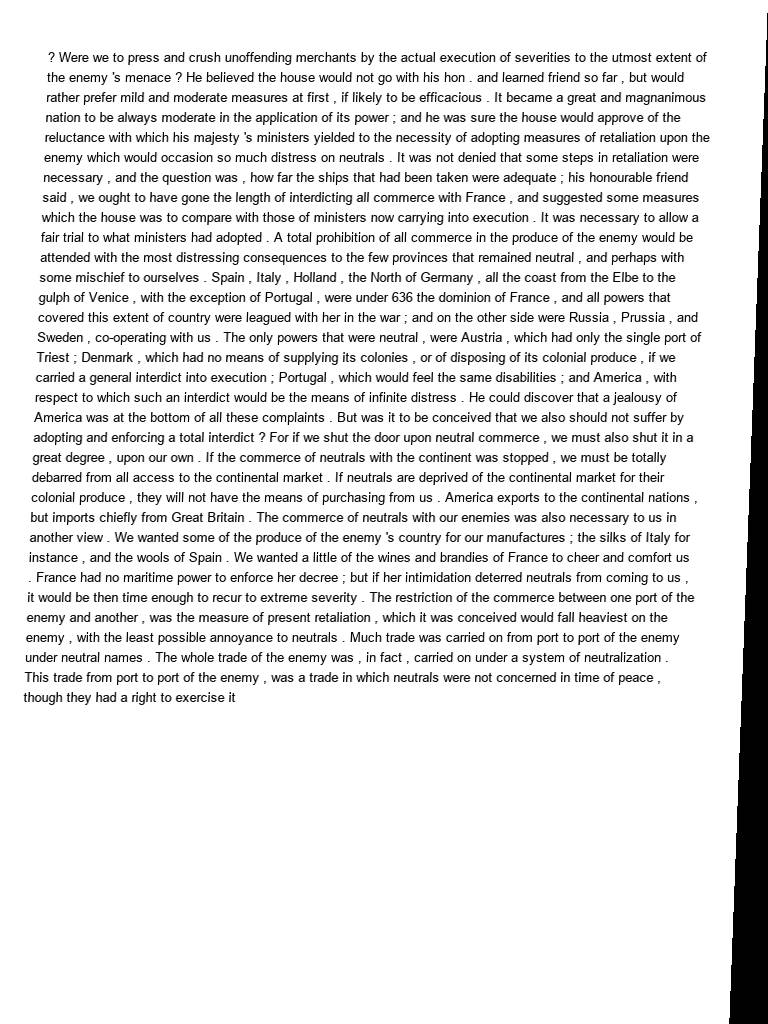 ? Were we to press and crush unoffending merchants by the actual execution of severities to the utmost extent of
the enemy 's menace ? He believed the house would not go with his hon . and learned friend so far , but would
rather prefer mild and moderate measures at first , if likely to be efficacious . It became a great and magnanimous
nation to be always moderate in the application of its power ; and he was sure the house would approve of the
reluctance with which his majesty 's ministers yielded to the necessity of adopting measures of retaliation upon the
enemy which would occasion so much distress on neutrals . It was not denied that some steps in retaliation were
necessary , and the question was , how far the ships that had been taken were adequate ; his honourable friend
said , we ought to have gone the length of interdicting all commerce with France , and suggested some measures
which the house was to compare with those of ministers now carrying into execution . It was necessary to allow a
fair trial to what ministers had adopted . A total prohibition of all commerce in the produce of the enemy would be
attended with the most distressing consequences to the few provinces that remained neutral , and perhaps with
some mischief to ourselves . Spain , Italy , Holland , the North of Germany , all the coast from the Elbe to the
gulph of Venice , with the exception of Portugal , were under 636 the dominion of France , and all powers that
covered this extent of country were leagued with her in the war ; and on the other side were Russia , Prussia , and
Sweden , co-operating with us . The only powers that were neutral , were Austria , which had only the single port of
Triest ; Denmark , which had no means of supplying its colonies , or of disposing of its colonial produce , if we
carried a general interdict into execution ; Portugal , which would feel the same disabilities ; and America , with
respect to which such an interdict would be the means of infinite distress . He could discover that a jealousy of
America was at the bottom of all these complaints . But was it to be conceived that we also should not suffer by
adopting and enforcing a total interdict ? For if we shut the door upon neutral commerce , we must also shut it in a
great degree , upon our own . If the commerce of neutrals with the continent was stopped , we must be totally
debarred from all access to the continental market . If neutrals are deprived of the continental market for their
colonial produce , they will not have the means of purchasing from us . America exports to the continental nations ,
but imports chiefly from Great Britain . The commerce of neutrals with our enemies was also necessary to us in
another view . We wanted some of the produce of the enemy 's country for our manufactures ; the silks of Italy for
instance , and the wools of Spain . We wanted a little of the wines and brandies of France to cheer and comfort us
. France had no maritime power to enforce her decree ; but if her intimidation deterred neutrals from coming to us ,
it would be then time enough to recur to extreme severity . The restriction of the commerce between one port of the
enemy and another , was the measure of present retaliation , which it was conceived would fall heaviest on the
enemy , with the least possible annoyance to neutrals . Much trade was carried on from port to port of the enemy
under neutral names . The whole trade of the enemy was , in fact , carried on under a system of neutralization .
This trade from port to port of the enemy , was a trade in which neutrals were not concerned in time of peace ,
though they had a right to exercise it